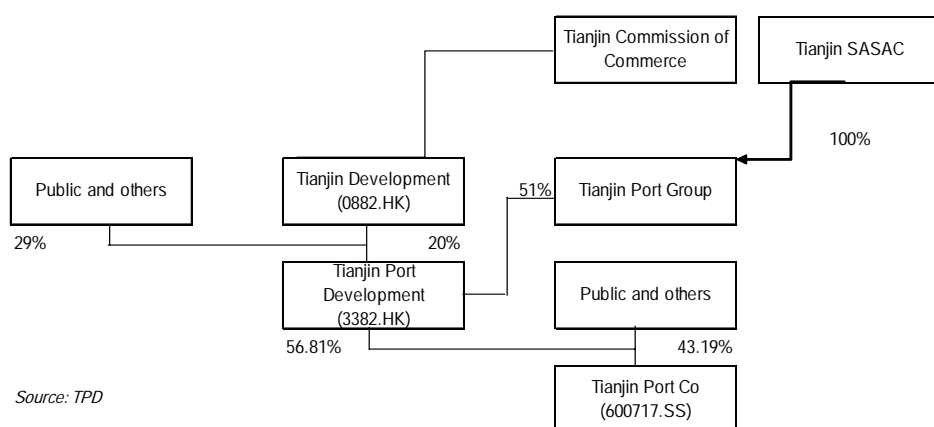 Tianjin Commission of
Commerce
Tianjin SASAC
100%
Public and others
Tianjin Development
(0882.HK)
51%
Tianjin Port Group
29%
20%
Tianjin Port
Development
(3382.HK)
Public and others
56.81%
43.19%
Tianjin Port Co
(600717.SS)
Source: TPD